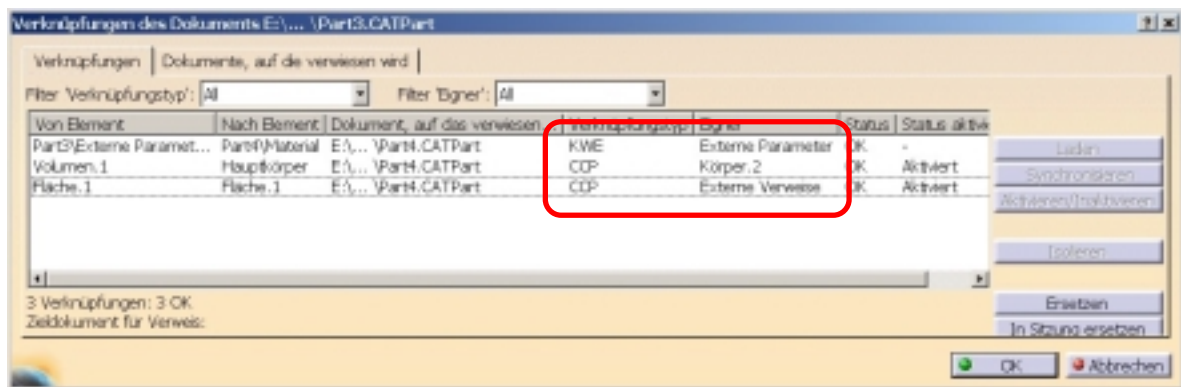 Verknüpfungen des Dokuments E:\... \Part3.CATPart
Verknüpfungen Dokumente, auf die verwiesen wird
Filter 'Verknüpfungstyp': All Filter 'Eigner': All
Von Element Nach Element Dokument, auf das verwiesen ... Verknüpfungstyp Eigner Status Status aktiv
Part3\Externe Paramet... Part4\Material E:\... \Part4.CATPart KWE Externe Parameter OK -
Laden
Volumen.1 Hauptkörper E:\... \Part4.CATPart CCP Körper.2 OK Aktiviert
Synchronisieren
Fläche.1 Fläche.1 E:\... \Part4.CATPart CCP Externe Verweise OK Aktiviert
Aktivieren/Inaktivieren
Isolieren
3 Verknüpfungen: 3 OK
Ersetzen
Zieldokument für Verweis:
In Sitzung ersetzen
OK Abbrechen